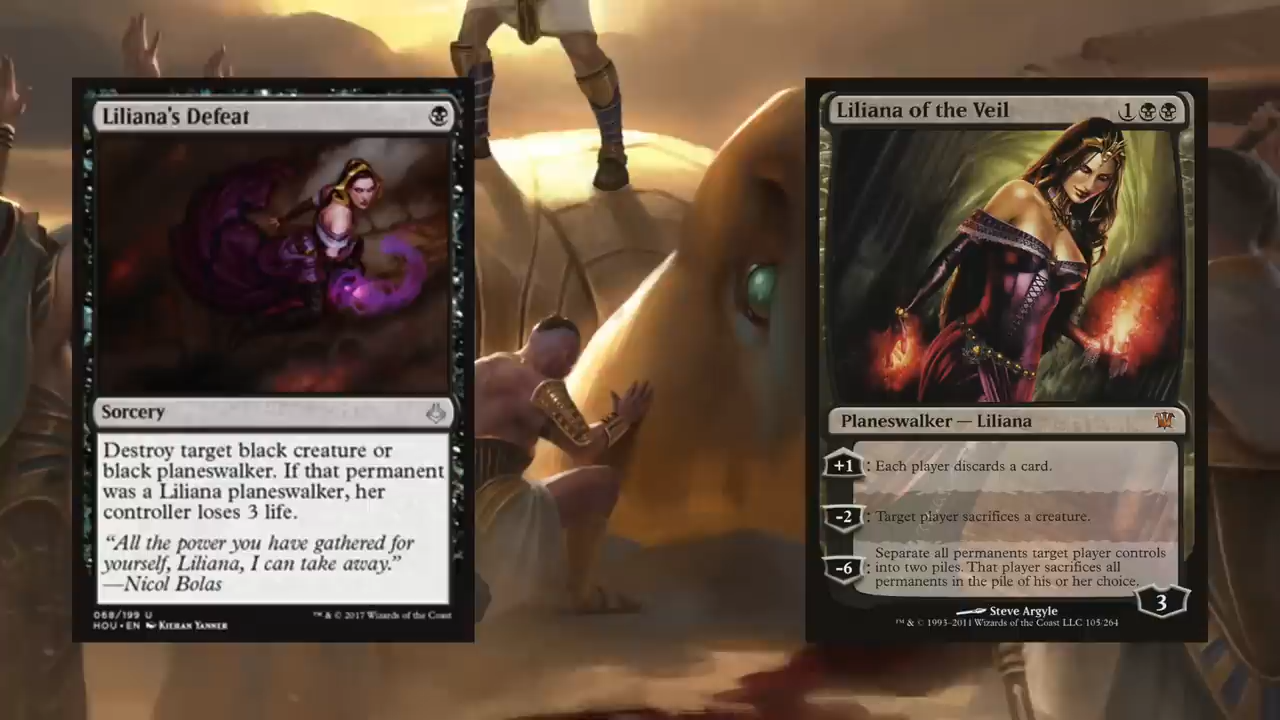 Liliana's Defeat
Sorcery
Destroy target black creature or
black planeswalker. If that permanent
was a Liliana planeswalker, her
controller loses 3 life.
“All the power you have gathered for
yourself, Liliana, I can take away.”
—Nicol Bolas
068/199 U
HOU • EN KIERAN YANNER
™ & © 2017 Wizards of the Coast
Liliana of the Veil 1
Planeswalker — Liliana
+1 : Each player discards a card.
-2 : Target player sacrifices a creature.
Separate all permanents target player controls
-6 : into two piles. That player sacrifices all
permanents in the pile of his or her choice.
3
Steve Argyle
™ & © 1993-2011 Wizards of the Coast LLC 105/264